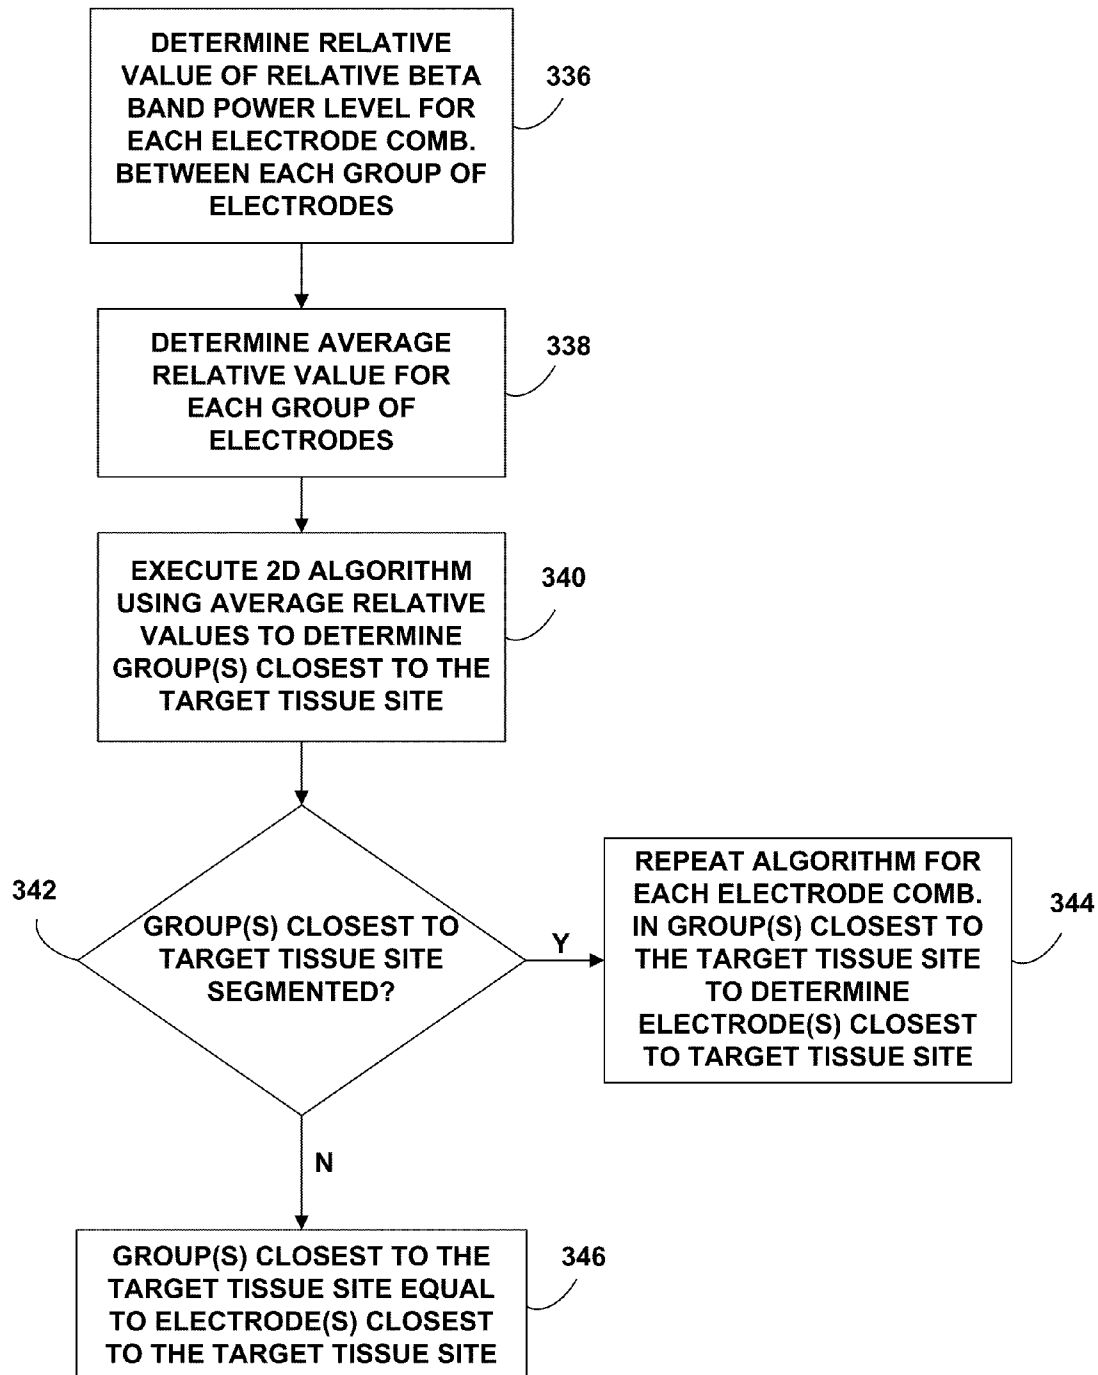 DETERMINE RELATIVE
VALUE OF RELATIVE BETA
BAND POWER LEVEL FOR
EACH ELECTRODE COMB.
BETWEEN EACH GROUP OF
ELECTRODES
336
DETERMINE AVERAGE
RELATIVE VALUE FOR
EACH GROUP OF
ELECTRODES
338
EXECUTE 2D ALGORITHM
USING AVERAGE RELATIVE
VALUES TO DETERMINE
GROUP(S) CLOSEST TO THE
TARGET TISSUE SITE
340
342
GROUP(S) CLOSEST TO
TARGET TISSUE SITE
SEGMENTED?
Y
REPEAT ALGORITHM FOR
EACH ELECTRODE COMB.
IN GROUP(S) CLOSEST TO
THE TARGET TISSUE SITE
TO DETERMINE
ELECTRODE(S) CLOSEST
TO TARGET TISSUE SITE
344
N
GROUP(S) CLOSEST TO THE
TARGET TISSUE SITE EQUAL
TO ELECTRODE(S) CLOSEST
TO THE TARGET TISSUE SITE
346